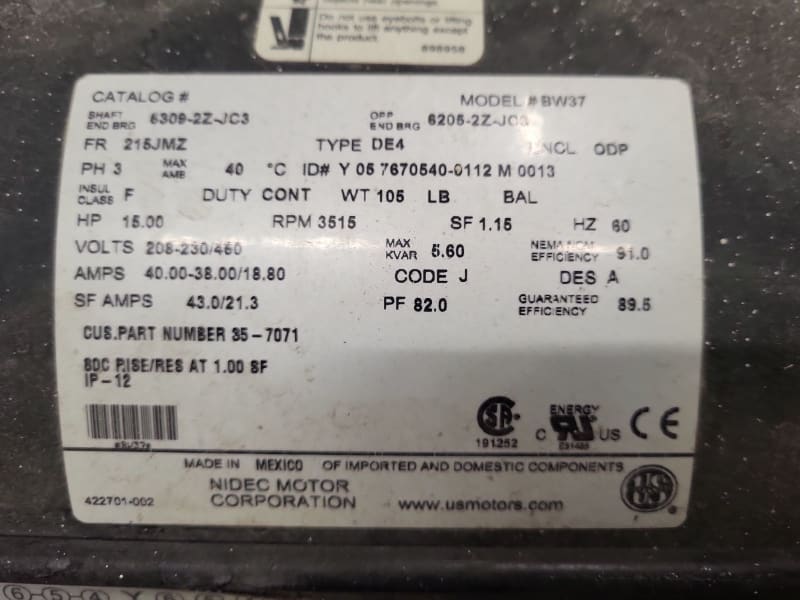 Do not use eyebolts or lifting
hooks to lift anything except
the product.
CATALOG # MODEL # BW37
SHAFT END BRG 6309-2Z-JC3 OPP END BRG 6205-2Z-JC3
FR 215JMZ TYPE DE4 ENCL ODP
PH 3 MAX AMB 40 °C ID# Y 05 7670540-0112 M 0013
INSUL CLASS F DUTY CONT WT 105 LB BAL
HP 15.00 RPM 3515 SF 1.15 HZ 60
VOLTS 208-230/460 MAX KVAR 5.60 NEMA NOM EFFICIENCY 91.0
AMPS 40.00-38.00/18.80 CODE J DES A
SF AMPS 43.0/21.3 PF 82.0 GUARANTEED EFFICIENCY 89.5
CUS.PART NUMBER 35-7071
80C RISE/RES AT 1.00 SF
IP-12
SA 191252 ENERGY C UR US CE
MADE IN MEXICO OF IMPORTED AND DOMESTIC COMPONENTS
422701-002 NIDEC MOTOR CORPORATION www.usmotors.com US
6-5-4